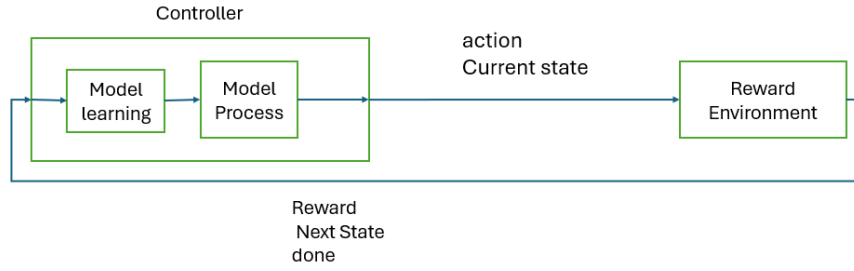 Controller
Model
learning
Model
Process
action
Current state
Reward
Environment
Reward
Next State
done